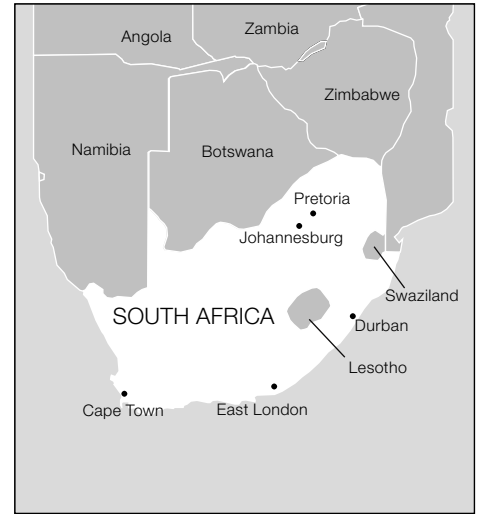 Angola
Zambia
Zimbabwe
Namibia
Botswana
Pretoria
Johannesburg
Swaziland
SOUTH AFRICA
Durban
Lesotho
Cape Town
East London